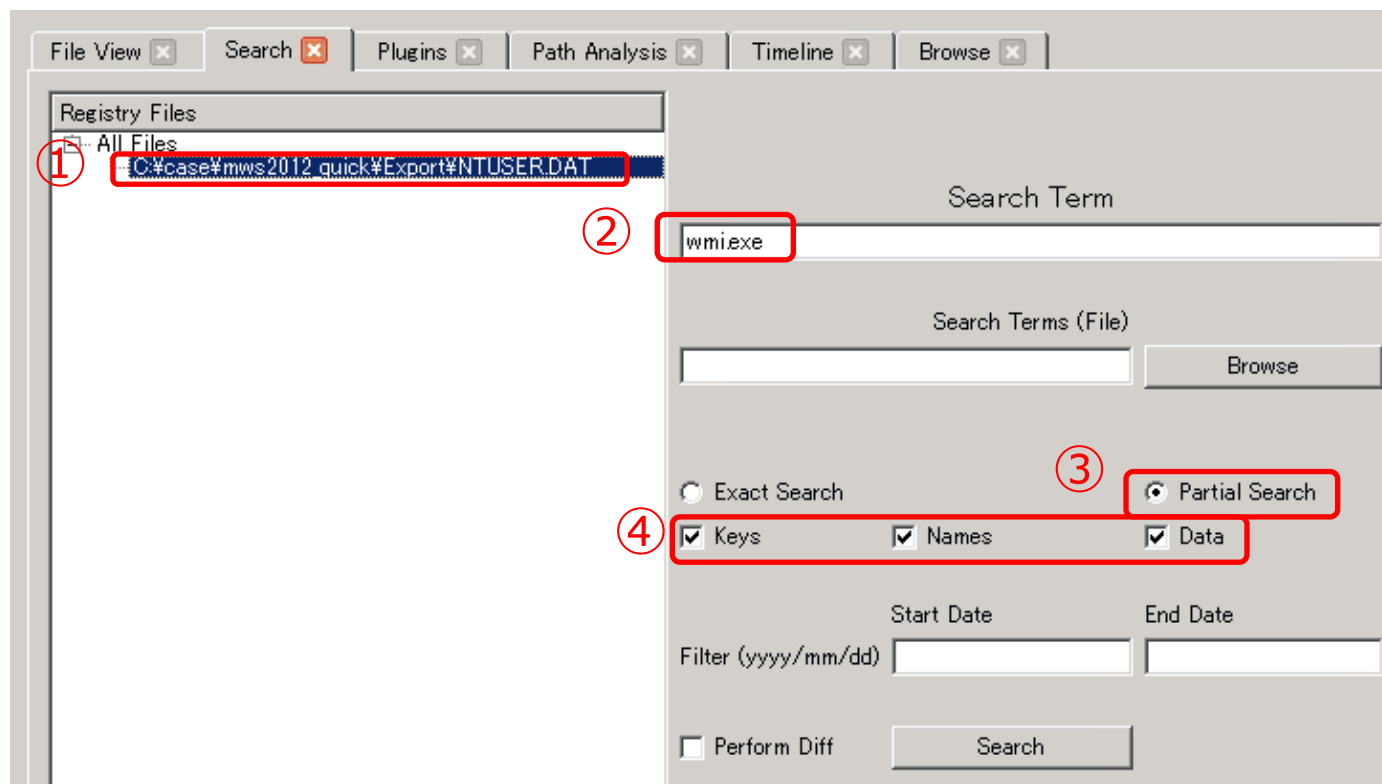 File View Search Plugins Path Analysis Timeline Browse
Registry Files
All Files
① C:¥case¥mws2012_quick¥Export¥NTUSER.DAT
Search Term
② wmi.exe
Search Terms (File)
Browse
③
Exact Search Partial Search
④ Keys Names Data
Start Date End Date
Filter (yyyy/mm/dd)
Perform Diff Search